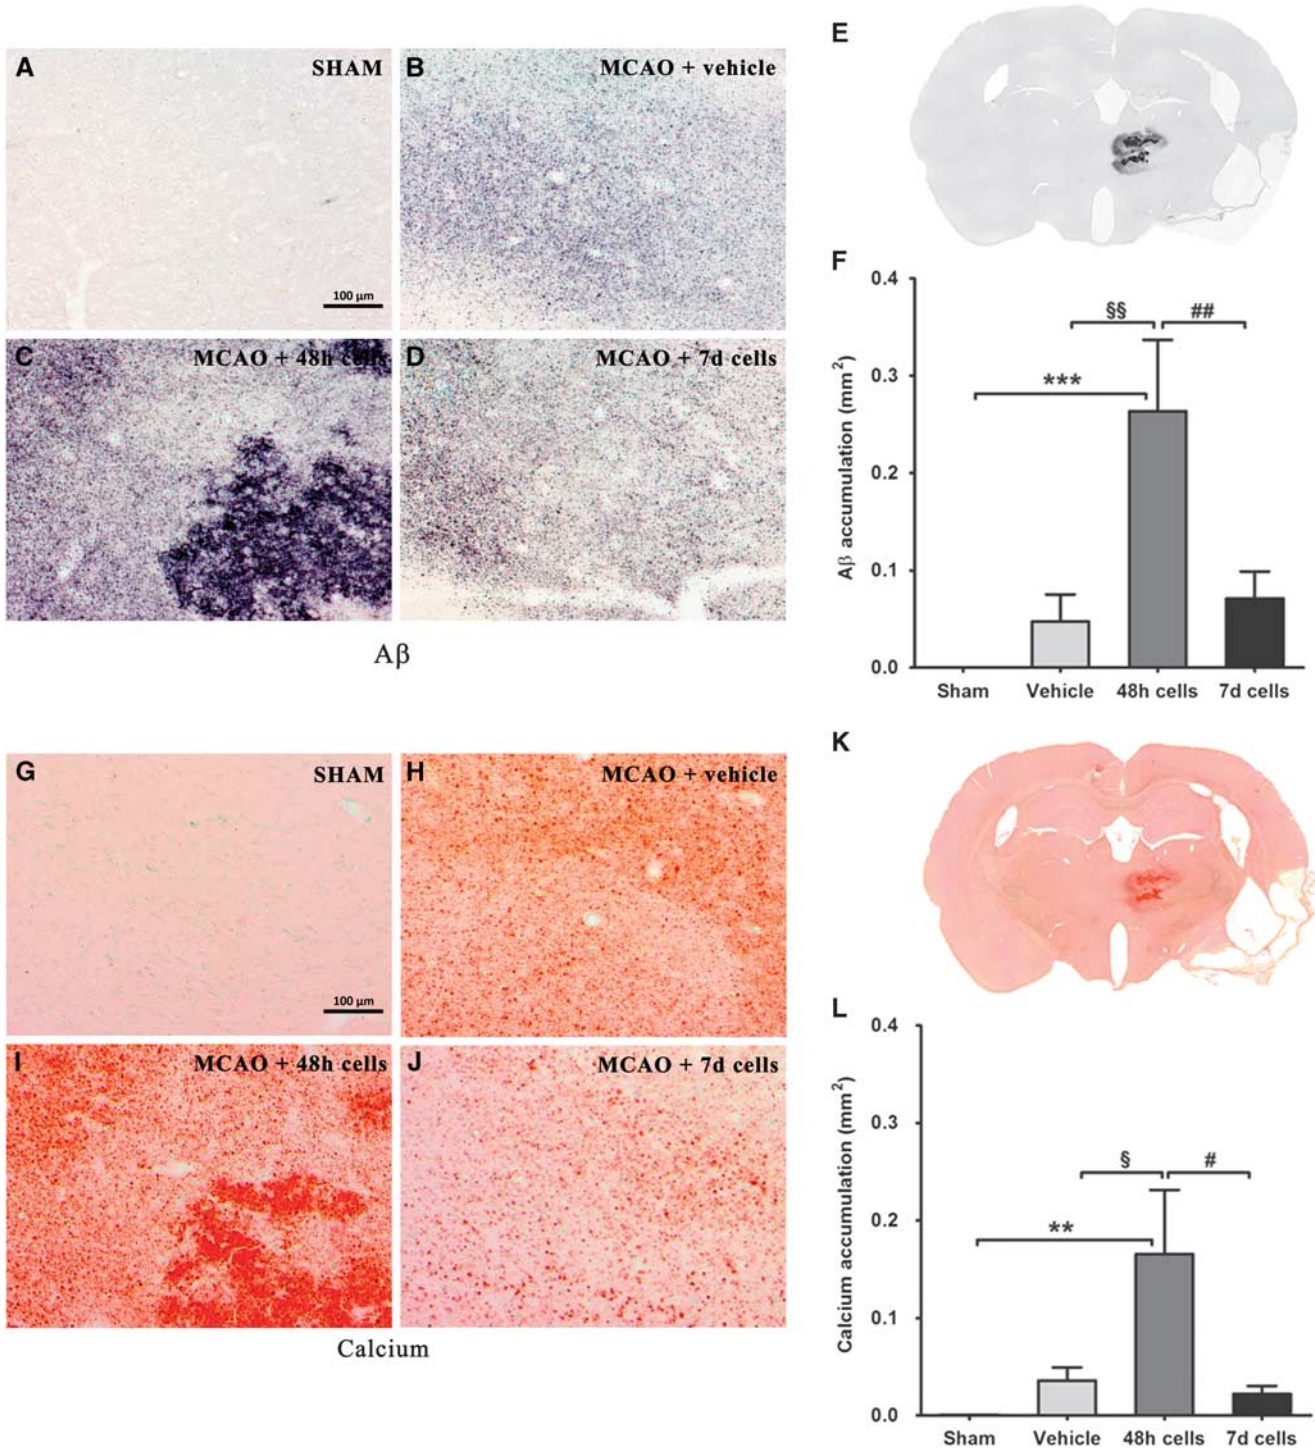 A
SHAM
100 µm
B
MCAO + vehicle
C
MCAO + 48h cells
D
MCAO + 7d cells
Aβ
E
F
Aβ accumulation (mm²)
0.4
0.3
0.2
0.1
0.0
§§
##
***
Sham
Vehicle
48h cells
7d cells
G
SHAM
100 µm
H
MCAO + vehicle
I
MCAO + 48h cells
J
MCAO + 7d cells
Calcium
K
L
Calcium accumulation (mm²)
0.4
0.3
0.2
0.1
0.0
§
#
**
Sham
Vehicle
48h cells
7d cells